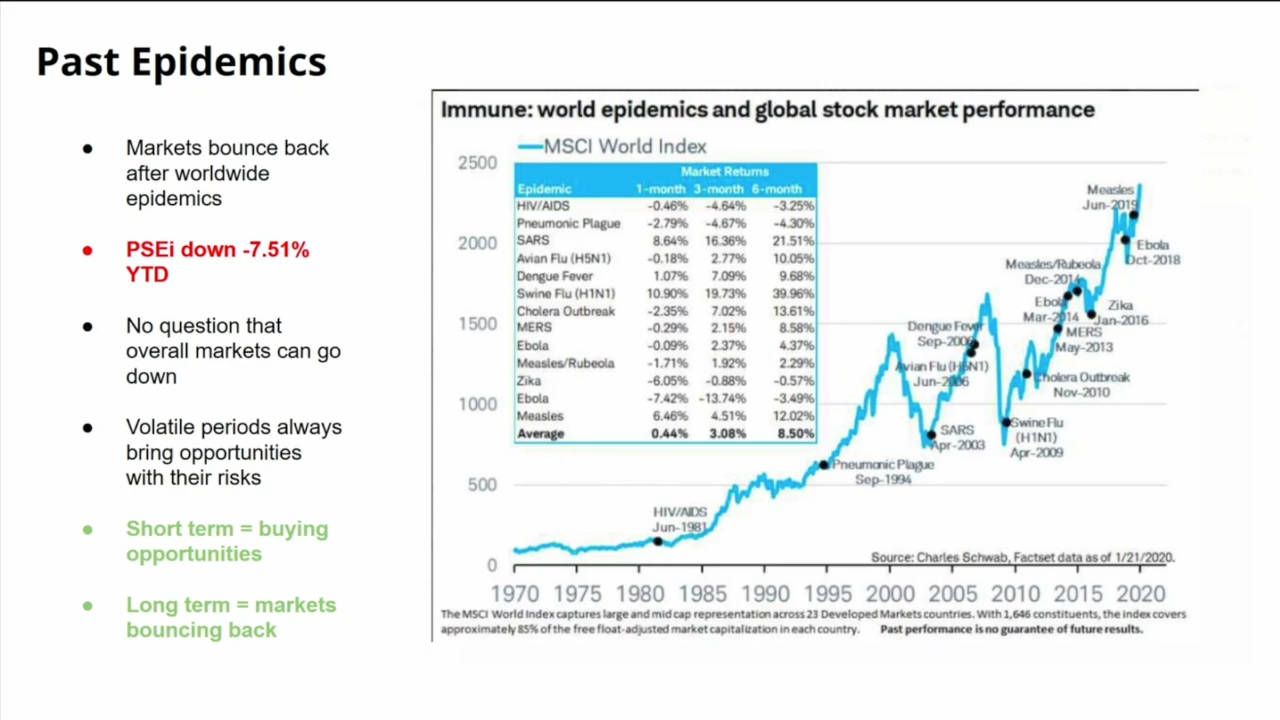 Past Epidemics
● Markets bounce back
after worldwide
epidemics
● PSEi down -7.51%
YTD
● No question that
overall markets can go
down
● Volatile periods always
bring opportunities
with their risks
● Short term = buying
opportunities
● Long term = markets
bouncing back
Immune: world epidemics and global stock market performance
MSCI World Index
Market Returns
Epidemic 1-month 3-month 6-month
HIV/AIDS -0.46% -4.64% -3.25%
Pneumonic Plague -2.79% -4.67% -4.30%
SARS 8.64% 16.36% 21.51%
Avian Flu (H5N1) -0.18% 2.77% 10.05%
Dengue Fever 1.07% 7.09% 9.68%
Swine Flu (H1N1) 10.90% 19.73% 39.96%
Cholera Outbreak -2.35% 7.02% 13.61%
MERS -0.29% 2.15% 8.58%
Ebola -0.09% 2.37% 4.37%
Measles/Rubeola -1.71% 1.92% 2.29%
Zika -6.05% -0.88% -0.57%
Ebola -7.42% -13.74% -3.49%
Measles 6.46% 4.51% 12.02%
Average 0.44% 3.08% 8.50%
2500
2000
1500
1000
500
0
HIV/AIDS
Jun-1981
Pneumonic Plague
Sep-1994
SARS
Apr-2003
Avian Flu (H5N1)
Jun-2006
Dengue Fever
Sep-2006
Swine Flu
(H1N1)
Apr-2009
Cholera Outbreak
Nov-2010
MERS
May-2013
Ebola
Mar-2014
Measles/Rubeola
Dec-2014
Zika
Jan-2016
Ebola
Oct-2018
Measles
Jun-2019
Source: Charles Schwab, Factset data as of 1/21/2020.
1970 1975 1980 1985 1990 1995 2000 2005 2010 2015 2020
The MSCI World Index captures large and mid cap representation across 23 Developed Markets countries. With 1,646 constituents, the index covers
approximately 85% of the free float-adjusted market capitalization in each country. Past performance is no guarantee of future results.